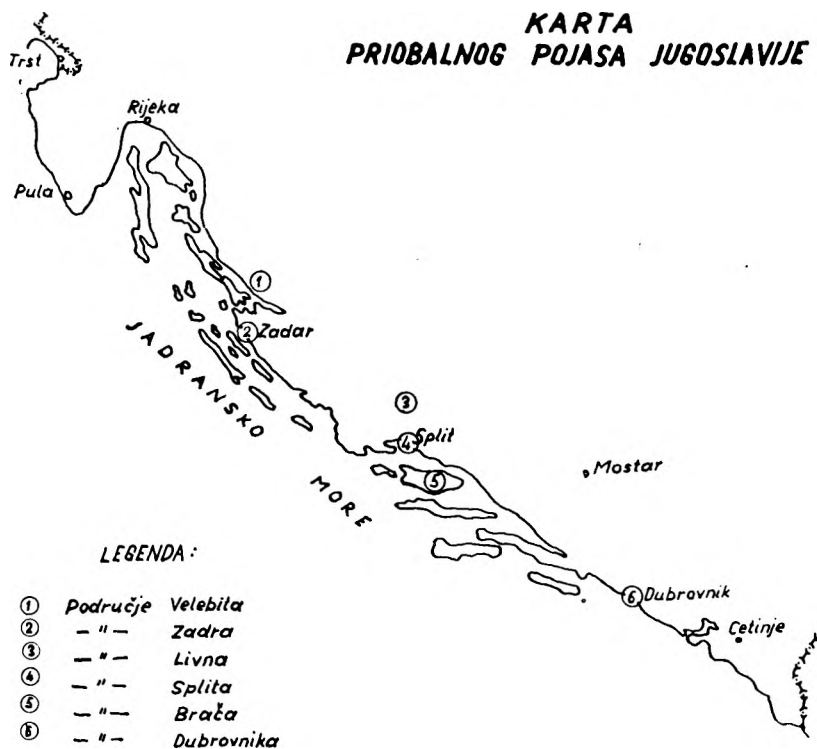 KARTA
PRIOBALNOG POJASA JUGOSLAVIJE
Trst
Rijeka
Pula
①
② Zadar
JADRANSKO
MORE
③
④ Split
⑤
Mostar
⑥ Dubrovnik
Cetinje
LEGENDA:
① Područje Velebita
② — " — Zadra
③ — " — Livna
④ — " — Splita
⑤ — " — Brača
⑥ — " — Dubrovnika